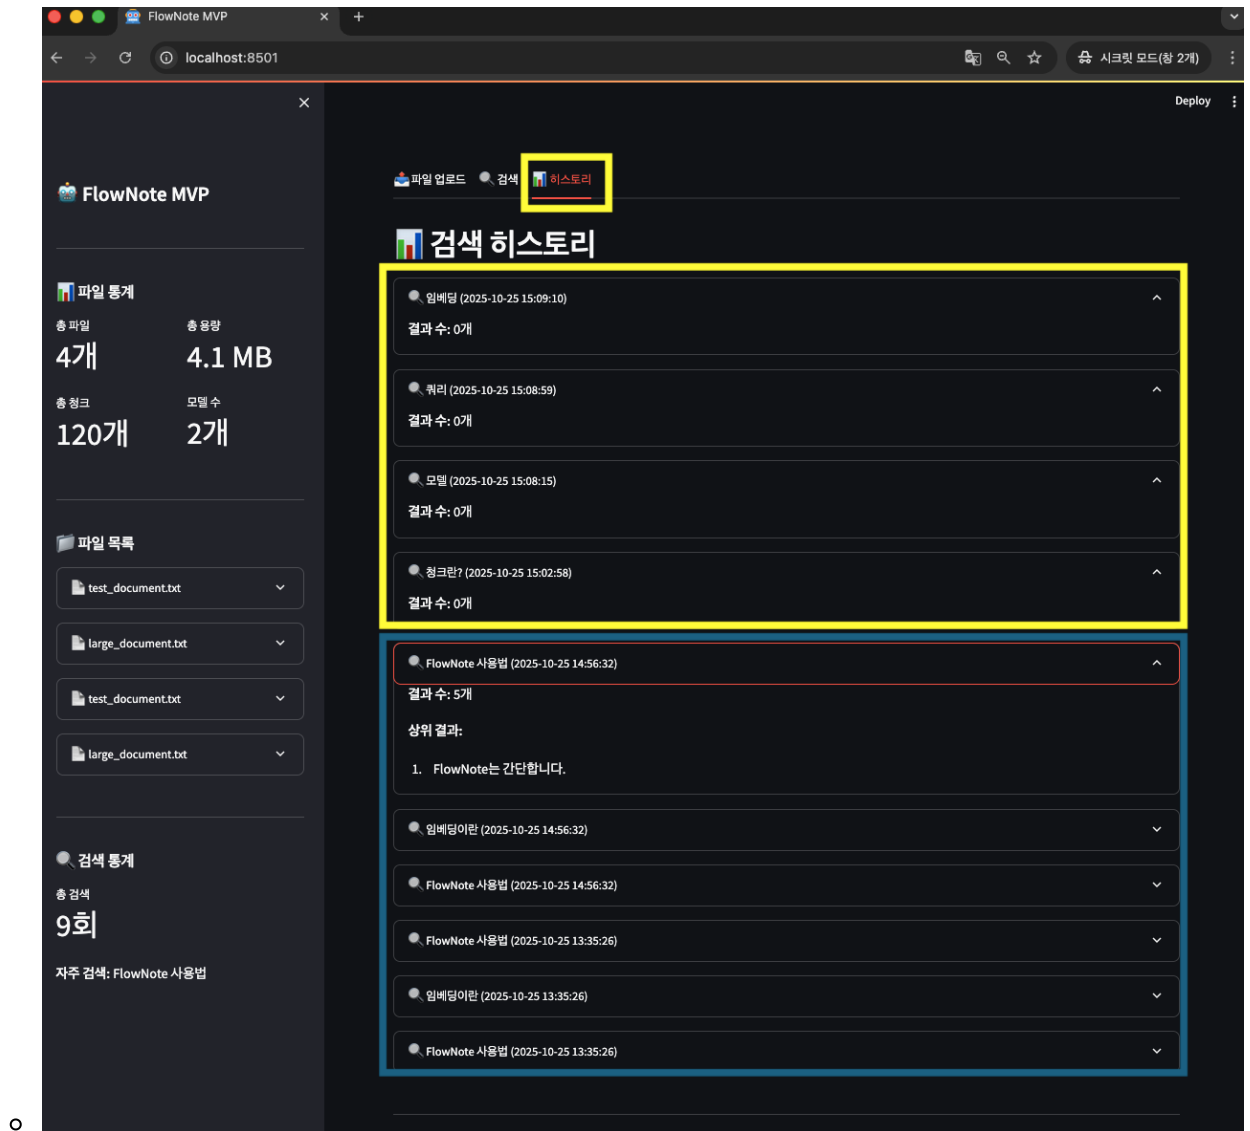 FlowNote MVP
localhost:8501
시크릿 모드(창 2개)
Deploy
FlowNote MVP
파일 통계
총 파일
총 용량
4개
4.1 MB
총 청크
모델 수
120개
2개
파일 목록
test_document.txt
large_document.txt
test_document.txt
large_document.txt
검색 통계
총 검색
9회
자주 검색: FlowNote 사용법
파일 업로드
검색
히스토리
검색 히스토리
임베딩 (2025-10-25 15:09:10)
결과 수: 0개
쿼리 (2025-10-25 15:08:59)
결과 수: 0개
모델 (2025-10-25 15:08:15)
결과 수: 0개
청크란? (2025-10-25 15:02:58)
결과 수: 0개
FlowNote 사용법 (2025-10-25 14:56:32)
결과 수: 5개
상위 결과:
1. FlowNote는 간단합니다.
임베딩이란 (2025-10-25 14:56:32)
FlowNote 사용법 (2025-10-25 14:56:32)
FlowNote 사용법 (2025-10-25 13:35:26)
임베딩이란 (2025-10-25 13:35:26)
FlowNote 사용법 (2025-10-25 13:35:26)